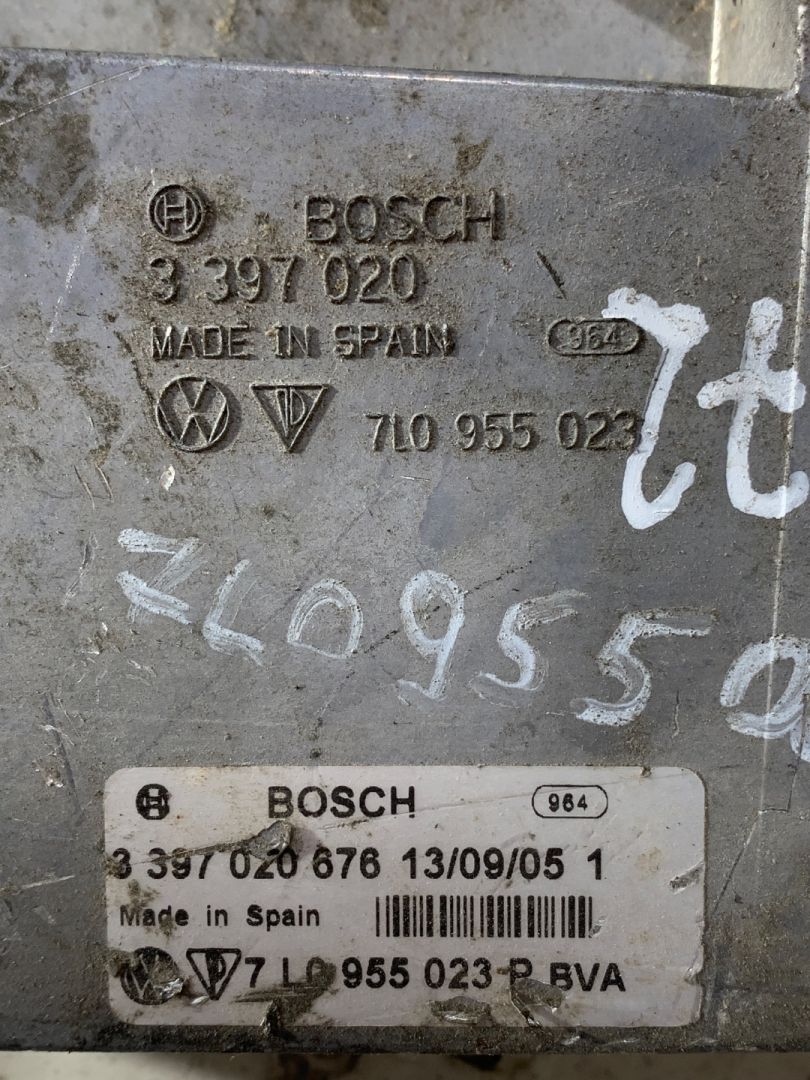 BOSCH
3 397 020
MADE IN SPAIN 964
7L0 955 023
7L0955
BOSCH 964
3 397 020 676 13/09/05 1
Made in Spain
7 L0 955 023 P BVA